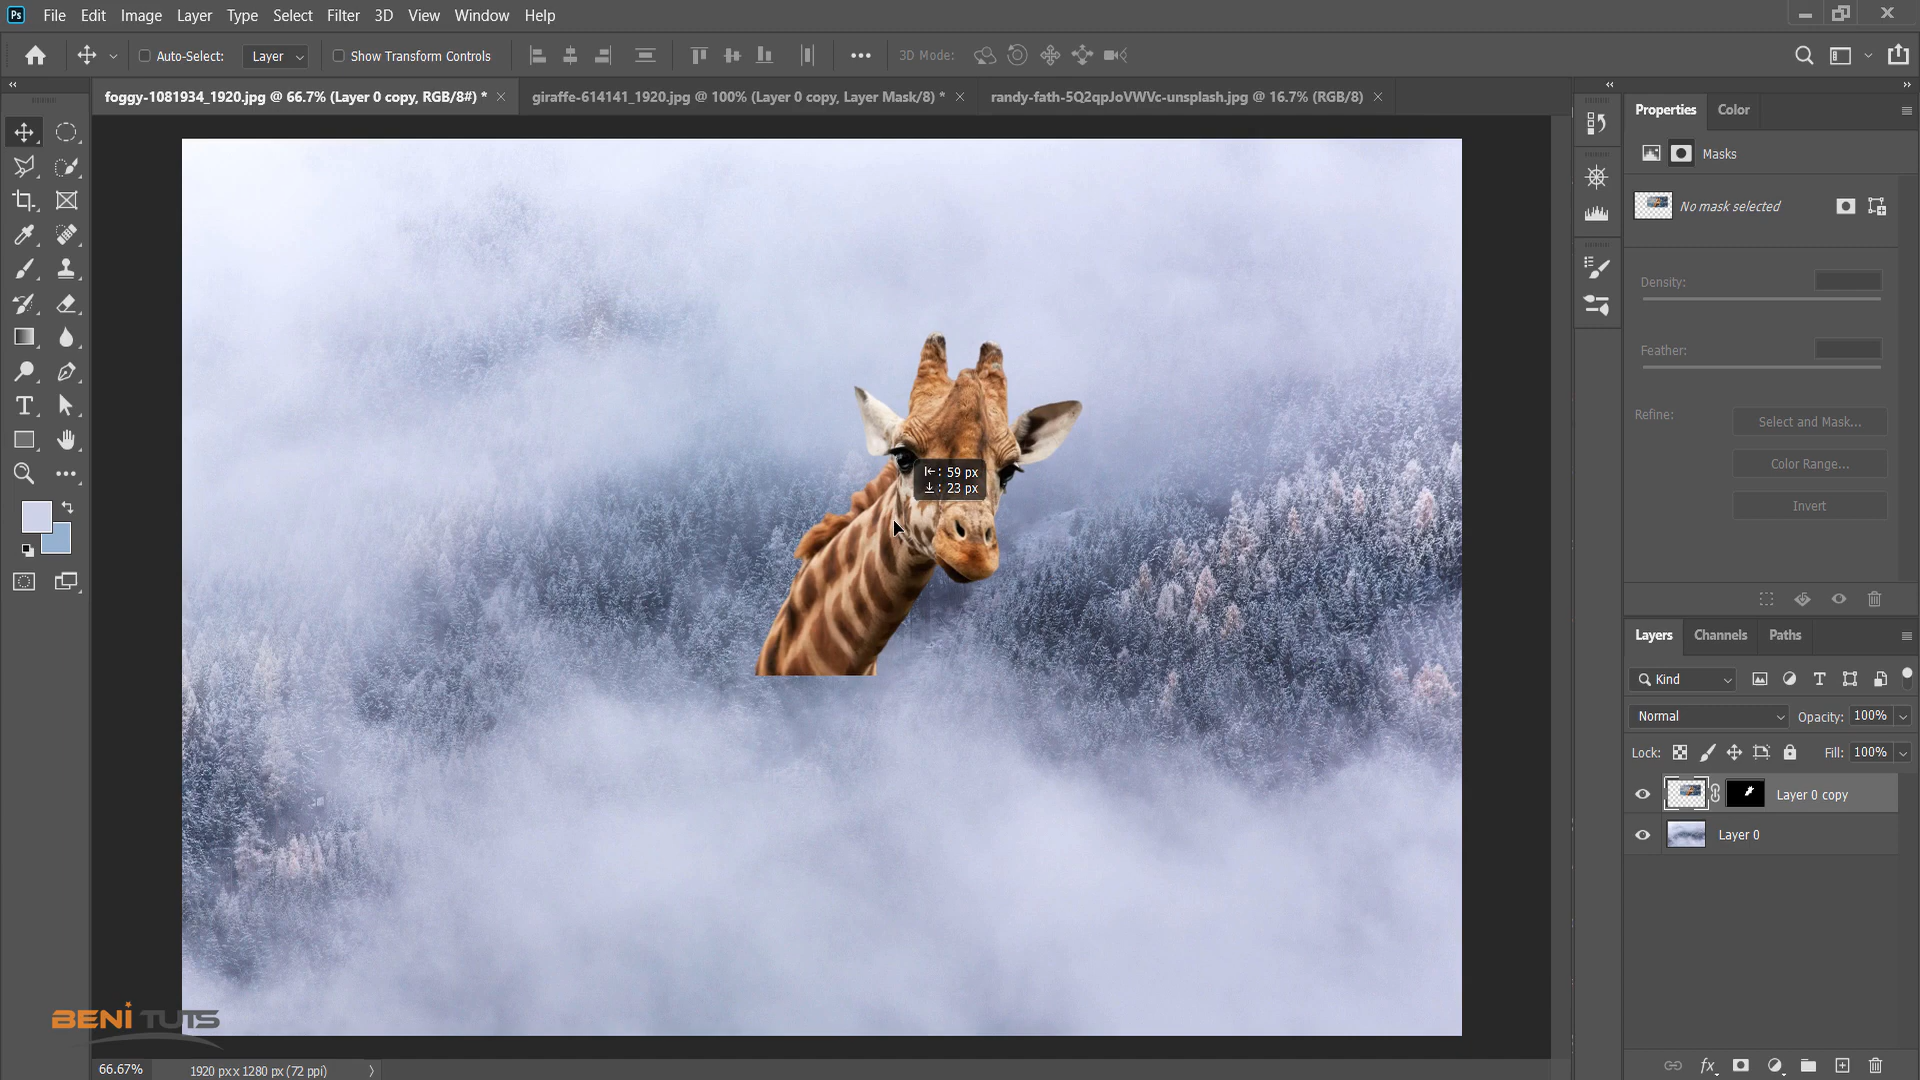 Ps File Edit Image Layer Type Select Filter 3D View Window Help
Auto-Select: Layer Show Transform Controls 3D Mode:
foggy-1081934_1920.jpg @ 66.7% (Layer 0 copy, RGB/8#) *
giraffe-614141_1920.jpg @ 100% (Layer 0 copy, Layer Mask/8) *
randy-fath-5Q2qpJoVWVc-unsplash.jpg @ 16.7% (RGB/8)
Properties Color
Masks
No mask selected
Density:
Feather:
Refine:
Select and Mask...
Color Range...
Invert
: 59 px
: 23 px
Layers Channels Paths
Kind
Normal Opacity: 100%
Lock: Fill: 100%
Layer 0 copy
Layer 0
fx
BENi TUTS
66.67% 1920 px x 1280 px (72 ppi)